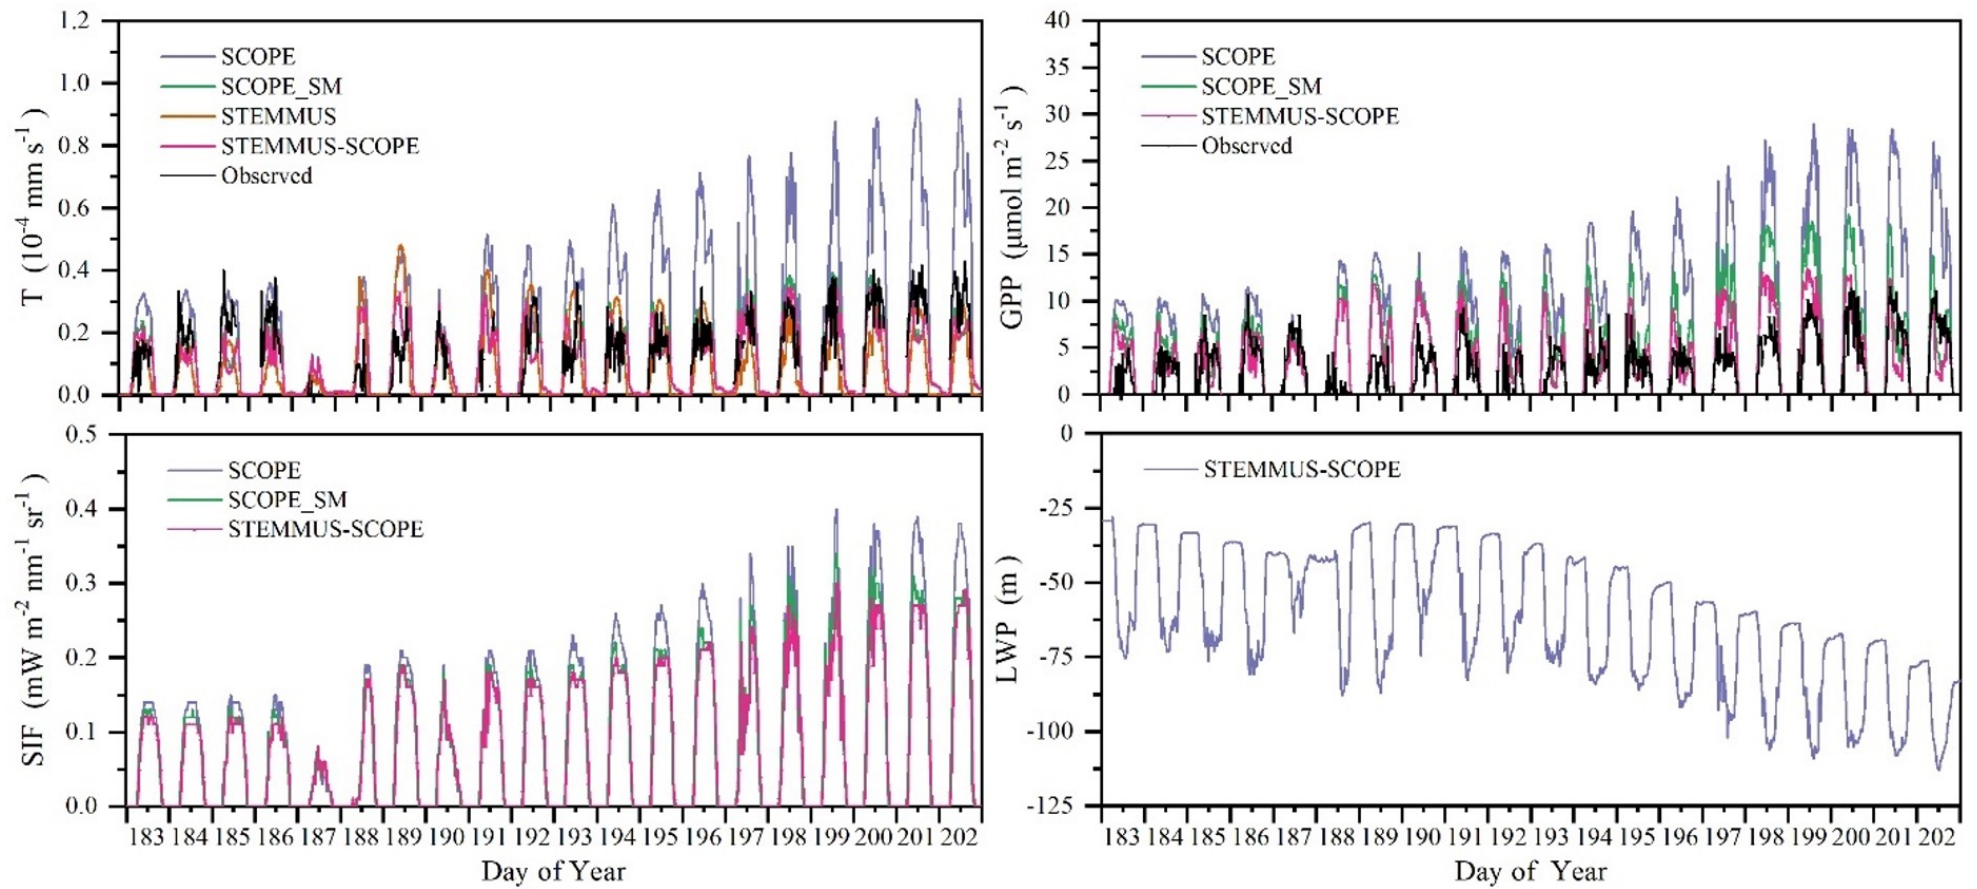 1.2
1.0
0.8
0.6
0.4
0.2
0.0
T (10⁻⁴ mm s⁻¹)
SCOPE
SCOPE_SM
STEMMUS
STEMMUS-SCOPE
Observed
40
35
30
25
20
15
10
5
0
GPP (μmol m⁻² s⁻¹)
SCOPE
SCOPE_SM
STEMMUS-SCOPE
Observed
0.5
0.4
0.3
0.2
0.1
0.0
SIF (mW m⁻² nm⁻¹ sr⁻¹)
SCOPE
SCOPE_SM
STEMMUS-SCOPE
183 184 185 186 187 188 189 190 191 192 193 194 195 196 197 198 199 200 201 202
Day of Year
0
-25
-50
-75
-100
-125
LWP (m)
STEMMUS-SCOPE
183 184 185 186 187 188 189 190 191 192 193 194 195 196 197 198 199 200 201 202
Day of Year